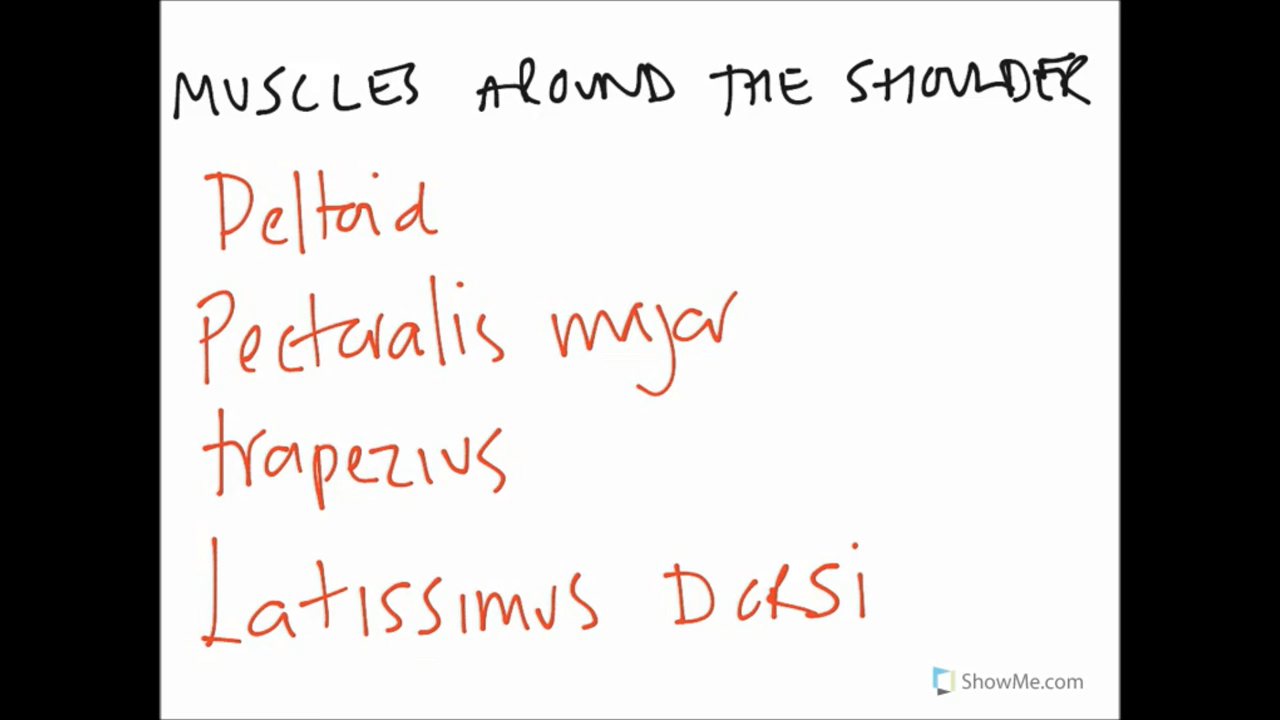 MUSCLES AROUND THE SHOULDER
Deltoid
Pectoralis major
trapezius
Latissimus DORSi
ShowMe.com